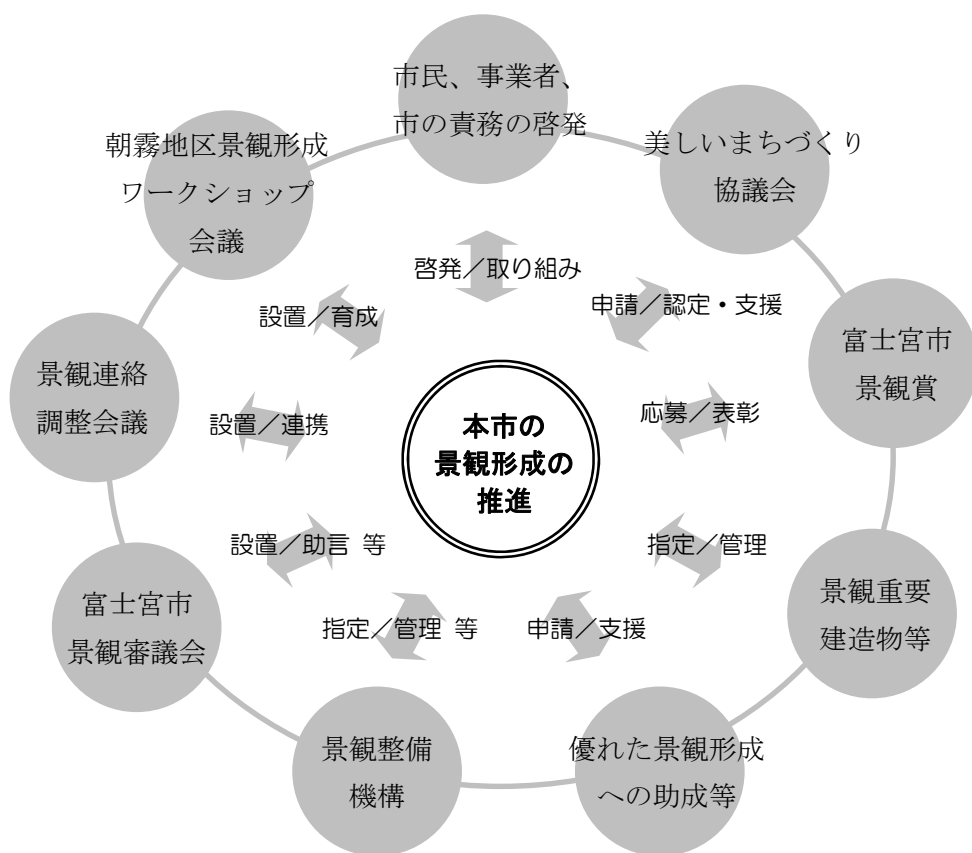 市民、事業者、
市の責務の啓発
美しいまちづくり
協議会
富士宮市
景観賞
景観重要
建造物等
優れた景観形成
への助成等
景観整備
機構
富士宮市
景観審議会
景観連絡
調整会議
朝霧地区景観形成
ワークショップ
会議
啓発／取り組み
申請／認定・支援
応募／表彰
指定／管理
申請／支援
指定／管理 等
設置／助言 等
設置／連携
設置／育成
本市の
景観形成の
推進